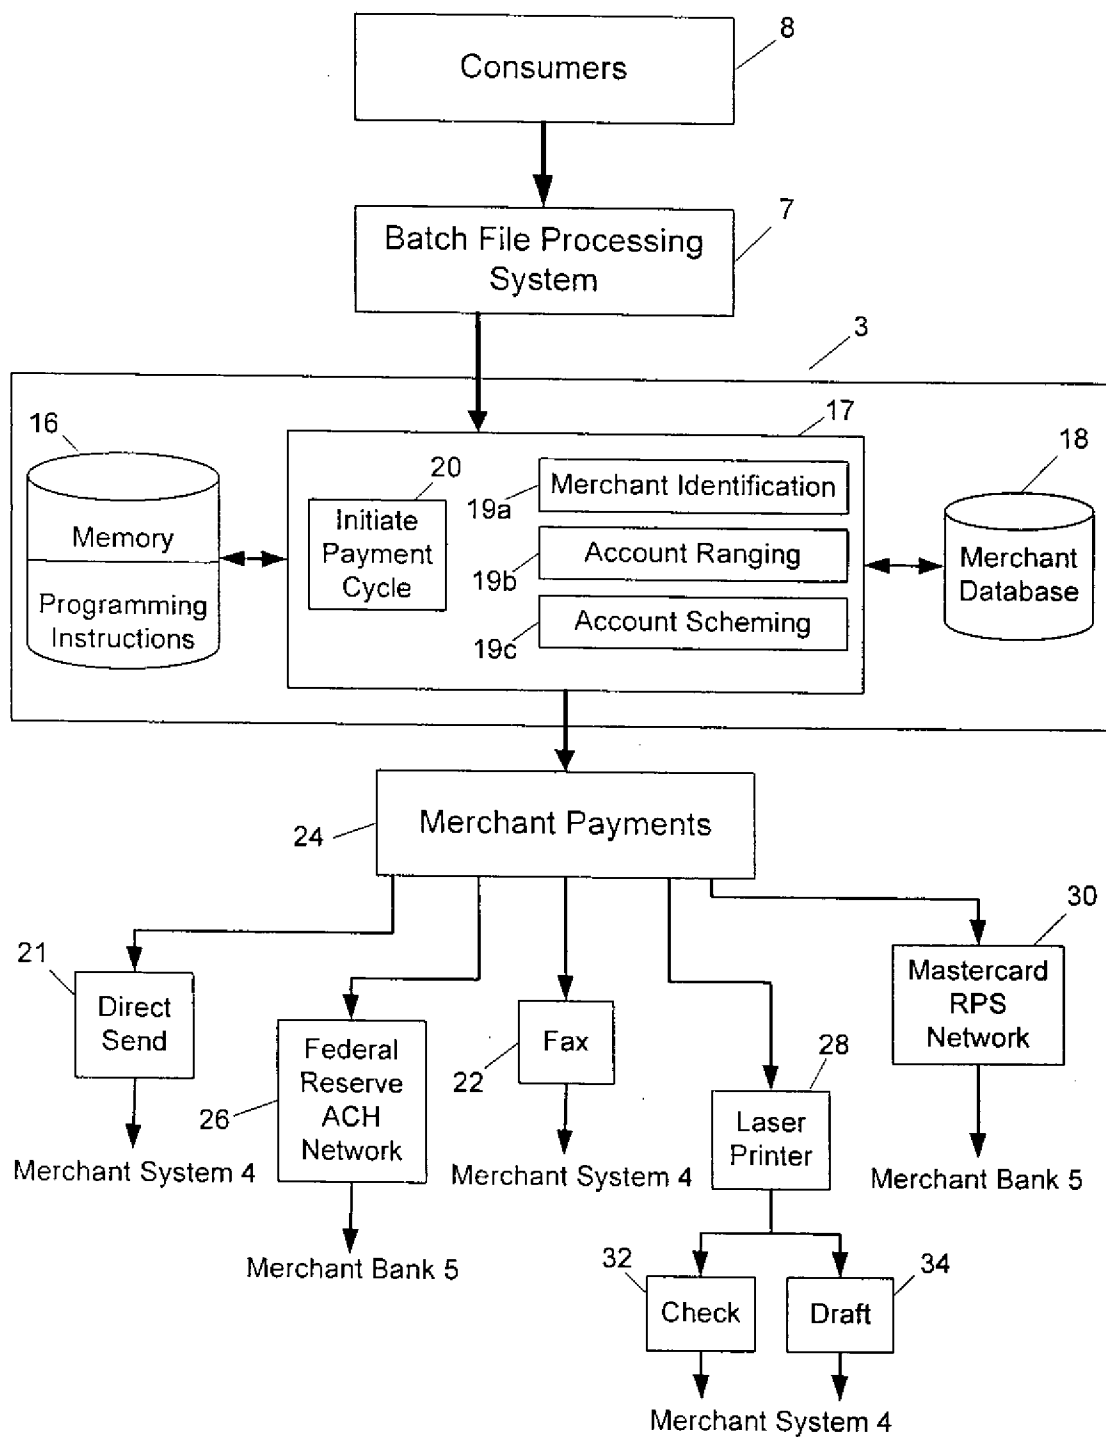 8
Consumers
7
Batch File Processing
System
3
16
17
18
20
Memory
Programming
Instructions
Initiate
Payment
Cycle
19a
Merchant Identification
19b
Account Ranging
19c
Account Scheming
Merchant
Database
24
Merchant Payments
21
Direct
Send
Merchant System 4
26
Federal
Reserve
ACH
Network
Merchant Bank 5
22
Fax
Merchant System 4
28
Laser
Printer
30
Mastercard
RPS
Network
Merchant Bank 5
32
Check
34
Draft
Merchant System 4